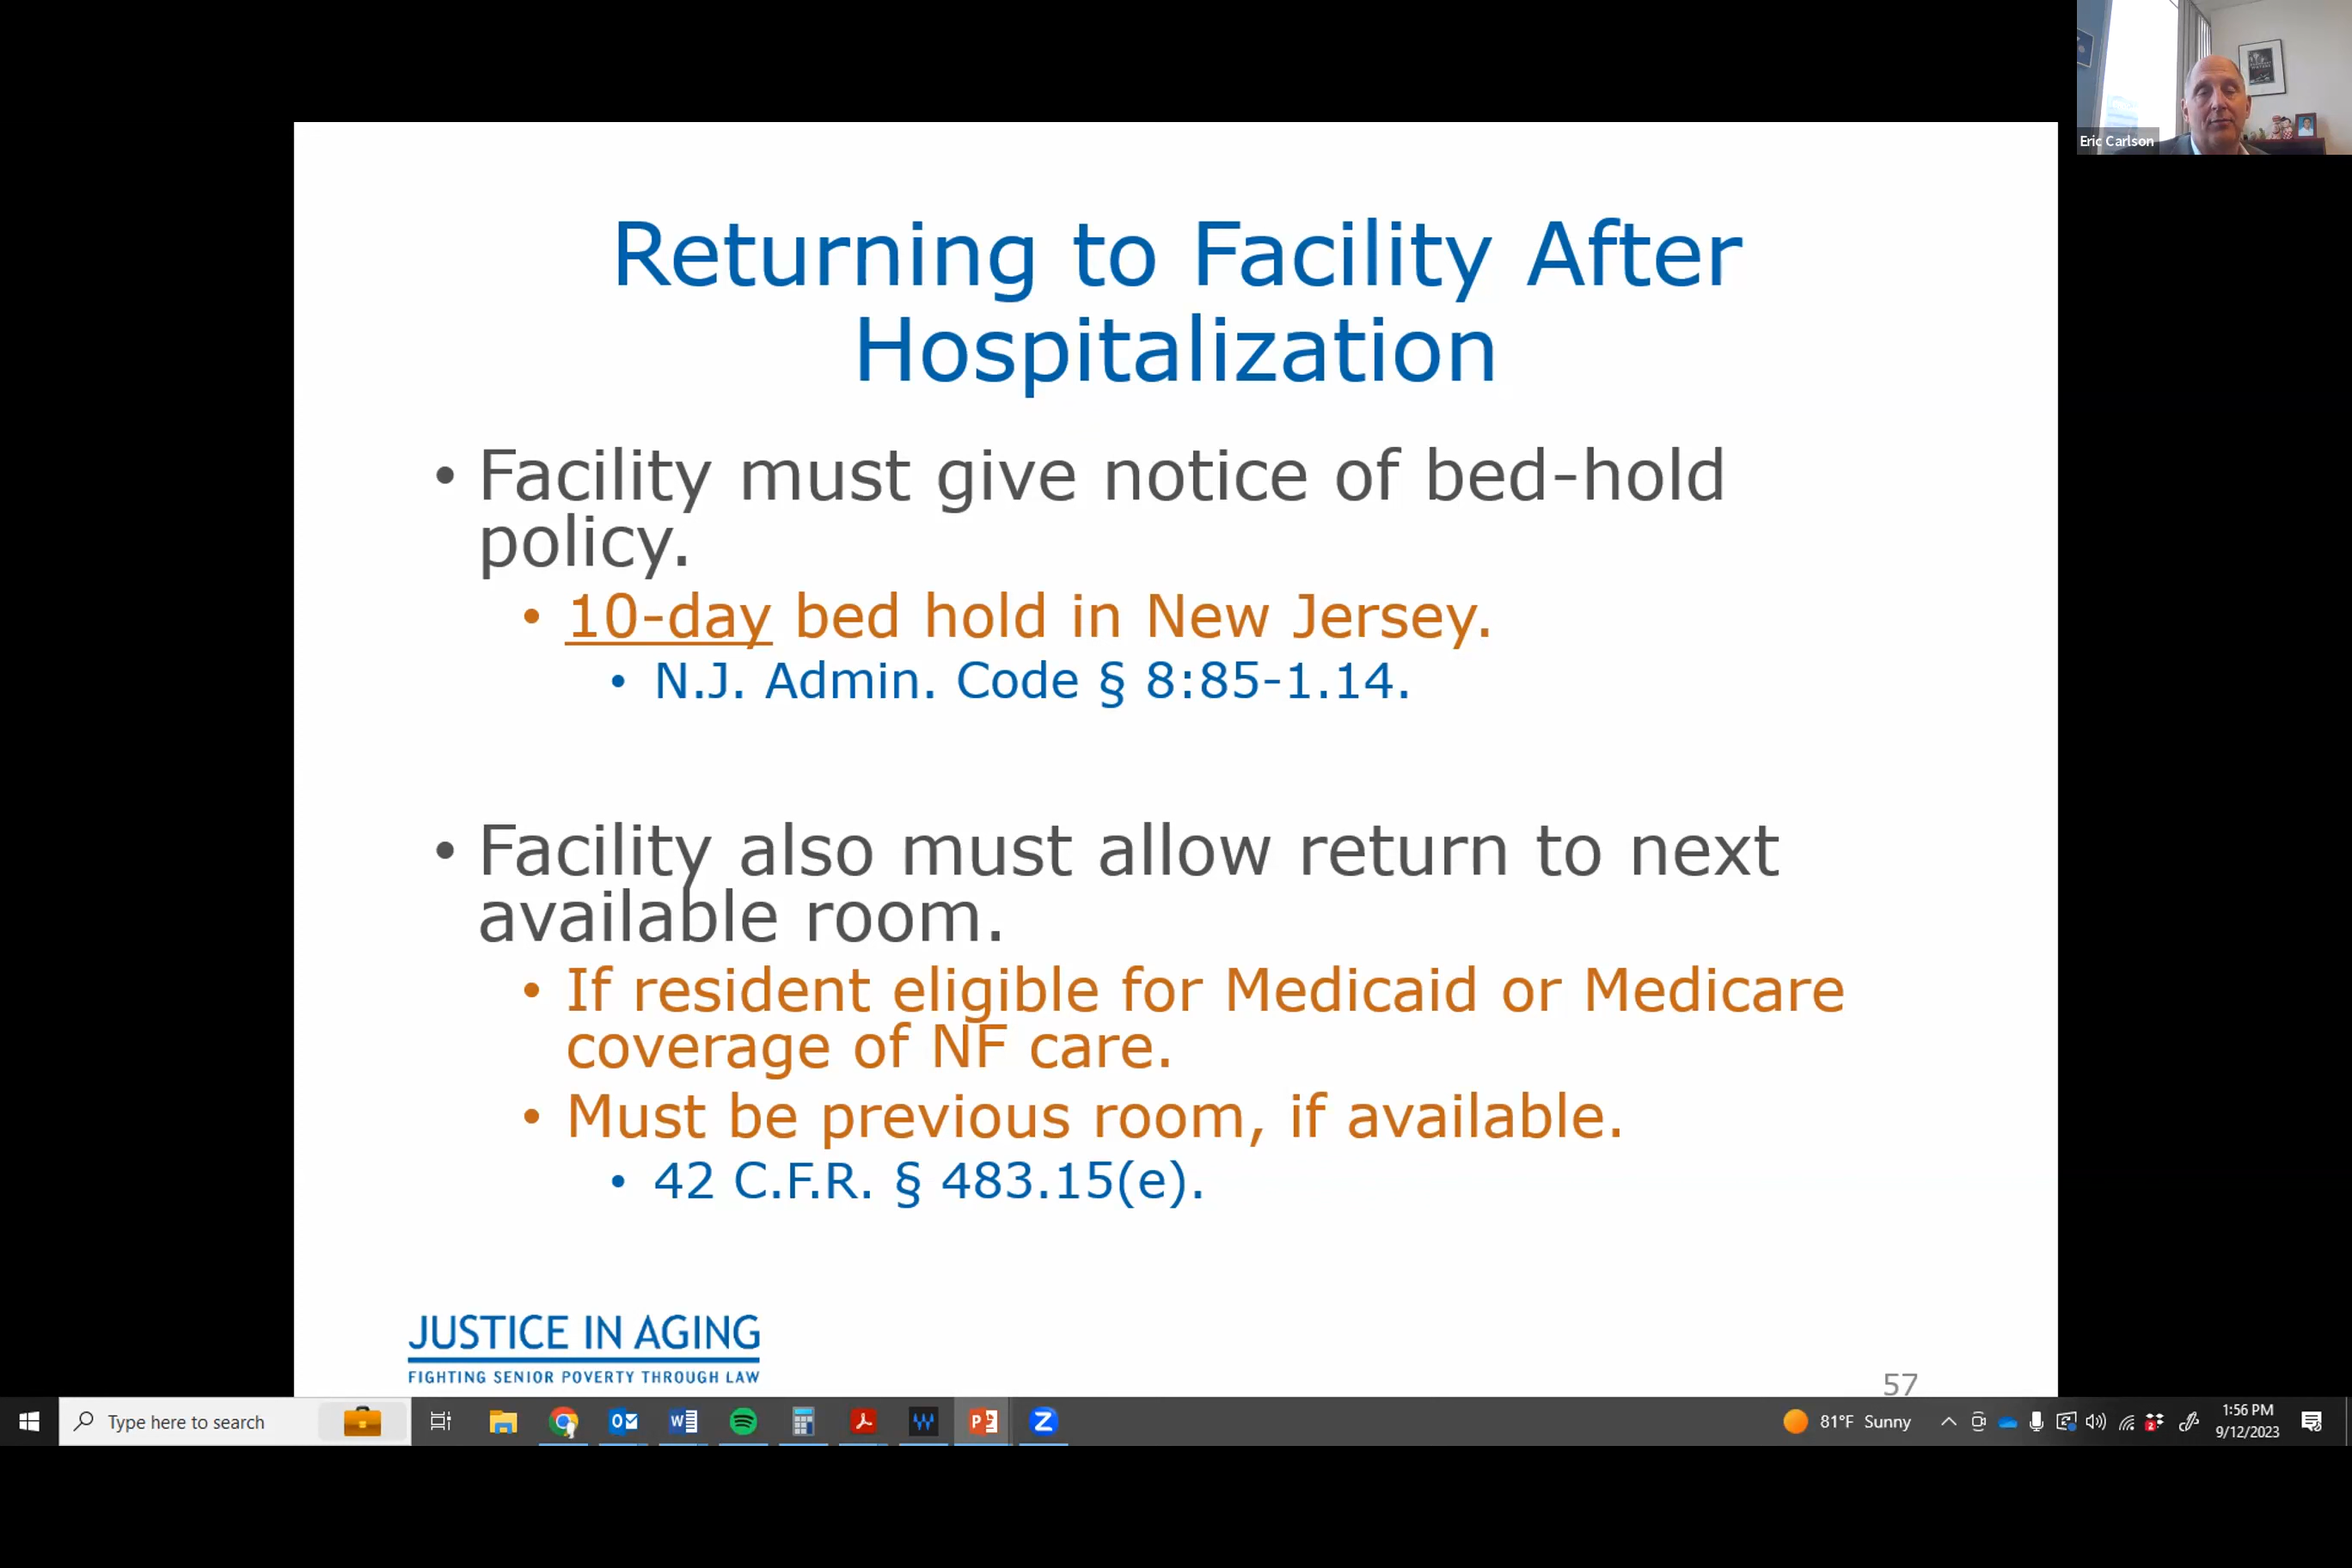 Eric Carlson
Returning to Facility After
Hospitalization
• Facility must give notice of bed-hold
policy.
• 10-day bed hold in New Jersey.
• N.J. Admin. Code § 8:85-1.14.
• Facility also must allow return to next
available room.
• If resident eligible for Medicaid or Medicare
coverage of NF care.
• Must be previous room, if available.
• 42 C.F.R. § 483.15(e).
JUSTICE IN AGING
FIGHTING SENIOR POVERTY THROUGH LAW
57
Type here to search
81°F Sunny
1:56 PM
9/12/2023